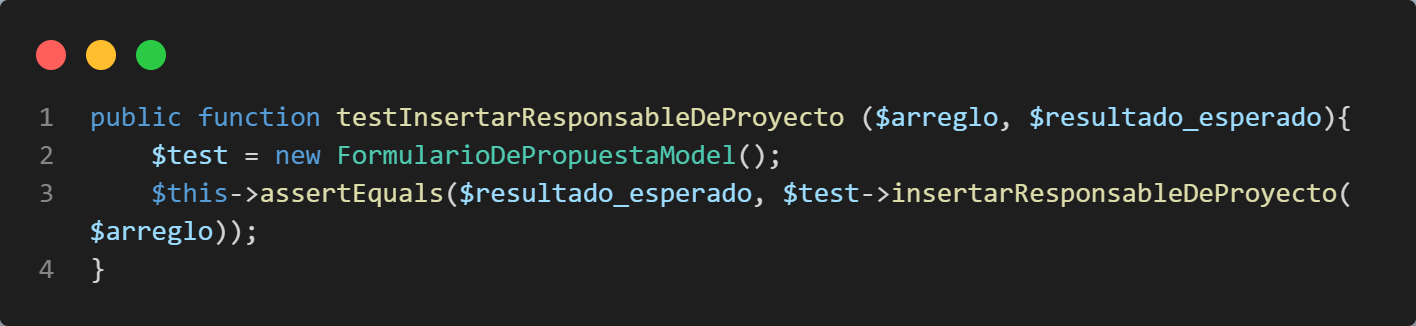 1 public function testInsertarResponsableDeProyecto ($arreglo, $resultado_esperado){
2 $test = new FormularioDePropuestaModel();
3 $this->assertEquals($resultado_esperado, $test->insertarResponsableDeProyecto(
$arreglo));
4 }